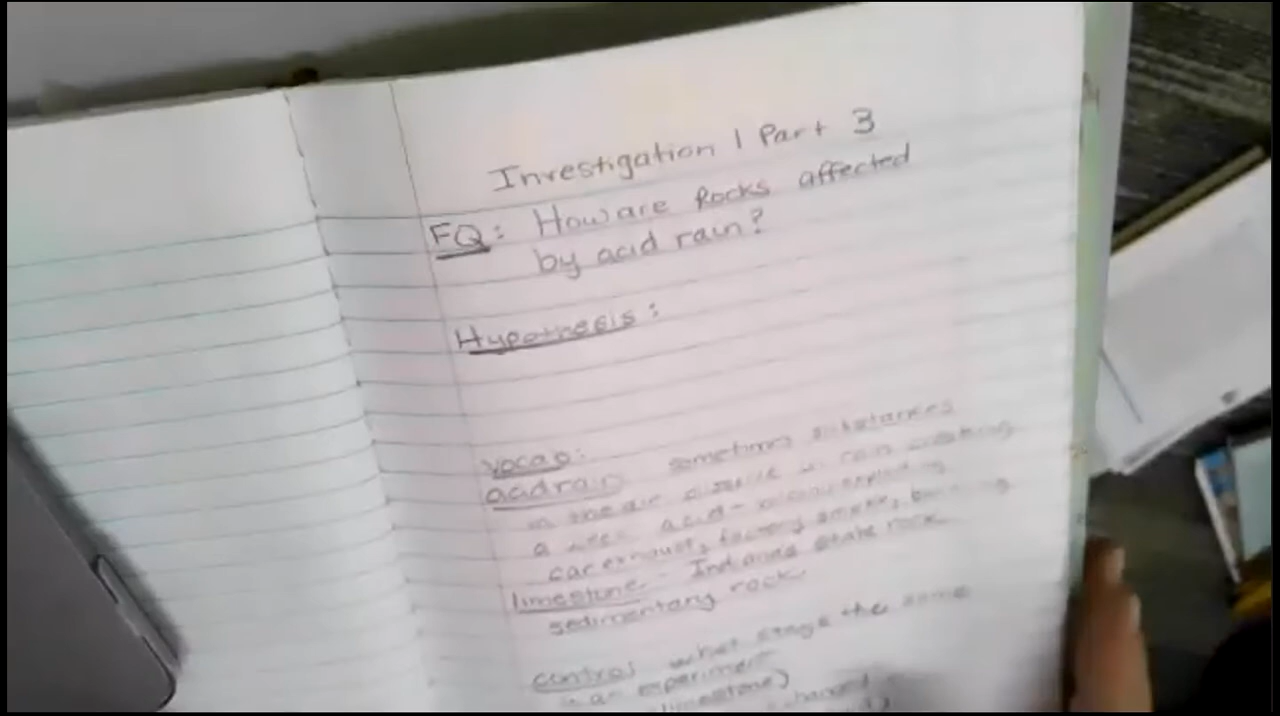 Investigation 1 Part 3
FQ: How are Rocks affected
by acid rain?
Hypothesis:
Vocab:
acid rain sometimes substances
in the air dissolve in rain creating
a weak acid -
car exhaust, factory smoke, burning
limestone - Indiana state rock
sedimentary rock
control what stays the same
in an experiment
(limestone)